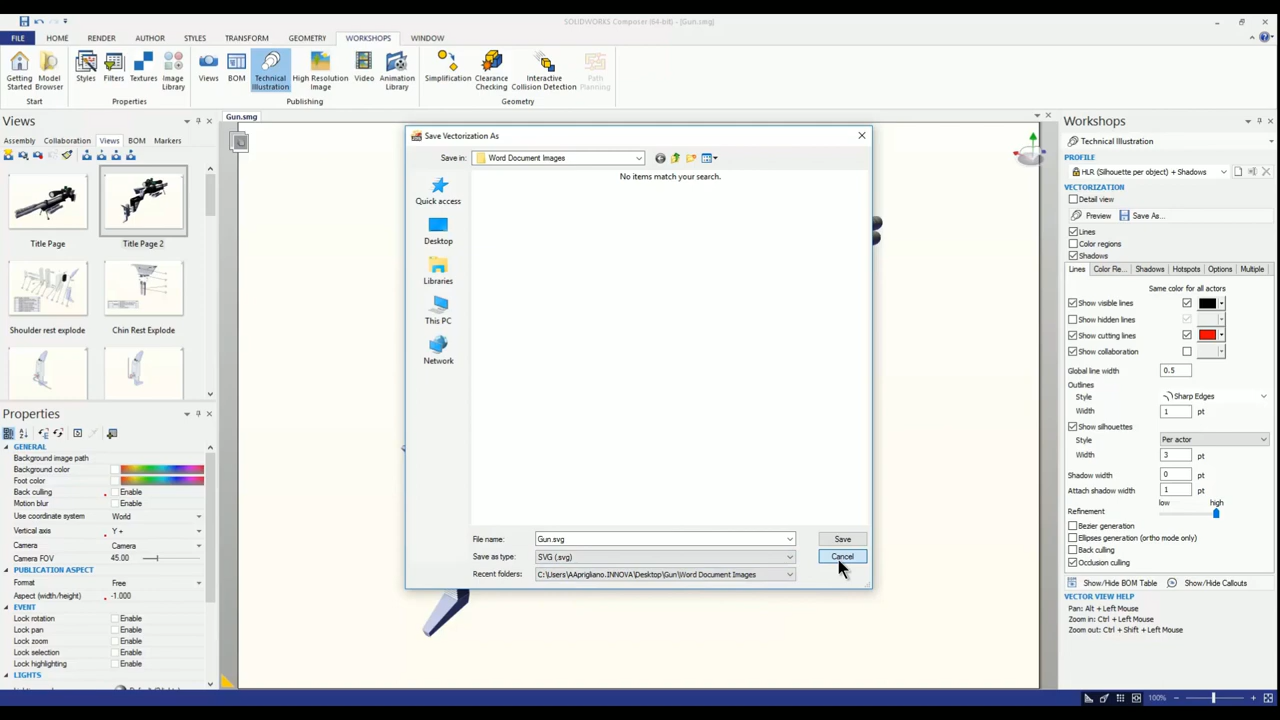 SOLIDWORKS Composer (64-bit) - [Gun.smg]
FILE HOME RENDER AUTHOR STYLES TRANSFORM GEOMETRY WORKSHOPS WINDOW
Getting Started Model Browser Styles Filters Textures Image Library Views BOM Technical Illustration High Resolution Image Video Animation Library Simplification Clearance Checking Interactive Collision Detection Path Planning
Start Properties Publishing Geometry
Views
Assembly Collaboration Views BOM Markers
Title Page Title Page 2
Shoulder rest explode Chin Rest Explode
Properties
GENERAL
Background image path
Background color
Foot color
Back culling Enable
Motion blur Enable
Use coordinate system World
Vertical axis Y +
Camera Camera
Camera FOV 45.00
PUBLICATION ASPECT
Format Free
Aspect (width/height) -1.000
EVENT
Lock rotation Enable
Lock pan Enable
Lock zoom Enable
Lock selection Enable
Lock highlighting Enable
LIGHTS
Gun.smg
Save Vectorization As
Save in: Word Document Images
No items match your search.
Quick access
Desktop
Libraries
This PC
Network
File name: Gun.svg Save
Save as type: SVG (.svg) Cancel
Recent folders: C:\Users\AAprigliano.INNOVA\Desktop\Gun\Word Document Images
Workshops
Technical Illustration
PROFILE
HLR (Silhouette per object) + Shadows
VECTORIZATION
Detail view
Preview Save As...
Lines
Color regions
Shadows
Lines Color Re... Shadows Hotspots Options Multiple
Same color for all actors
Show visible lines
Show hidden lines
Show cutting lines
Show collaboration
Global line width 0.5
Outlines
Style Sharp Edges
Width 1 pt
Show silhouettes
Style Per actor
Width 3 pt
Shadow width 0 pt
Attach shadow width 1 pt
low high
Refinement
Bezier generation
Ellipses generation (ortho mode only)
Back culling
Occlusion culling
Show/Hide BOM Table Show/Hide Callouts
VECTOR VIEW HELP
Pan: Alt + Left Mouse
Zoom in: Ctrl + Left Mouse
Zoom out: Ctrl + Shift + Left Mouse
100%